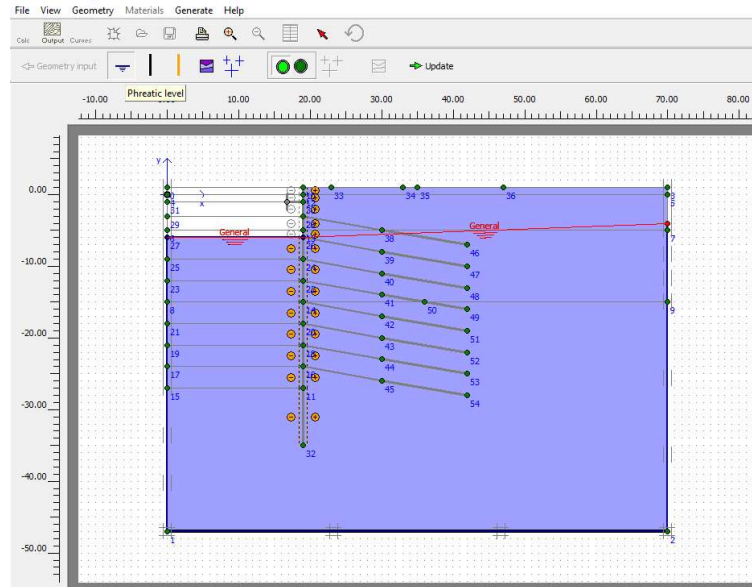 File View Geometry Materials Generate Help
Calc Output Curves
Geometry input Update
Phreatic level
-10.00 0.00 10.00 20.00 30.00 40.00 50.00 60.00 70.00 80.00
y
0.00
x
33 34 35 36
31 5
29 General General
38 7
27 46
-10.00
25 39 47
23 40 48
8 41 50 49 9
-20.00
21 42 51
19 43 52
17 44 53
15 11 45 54
-30.00
32
-40.00
1 2
-50.00